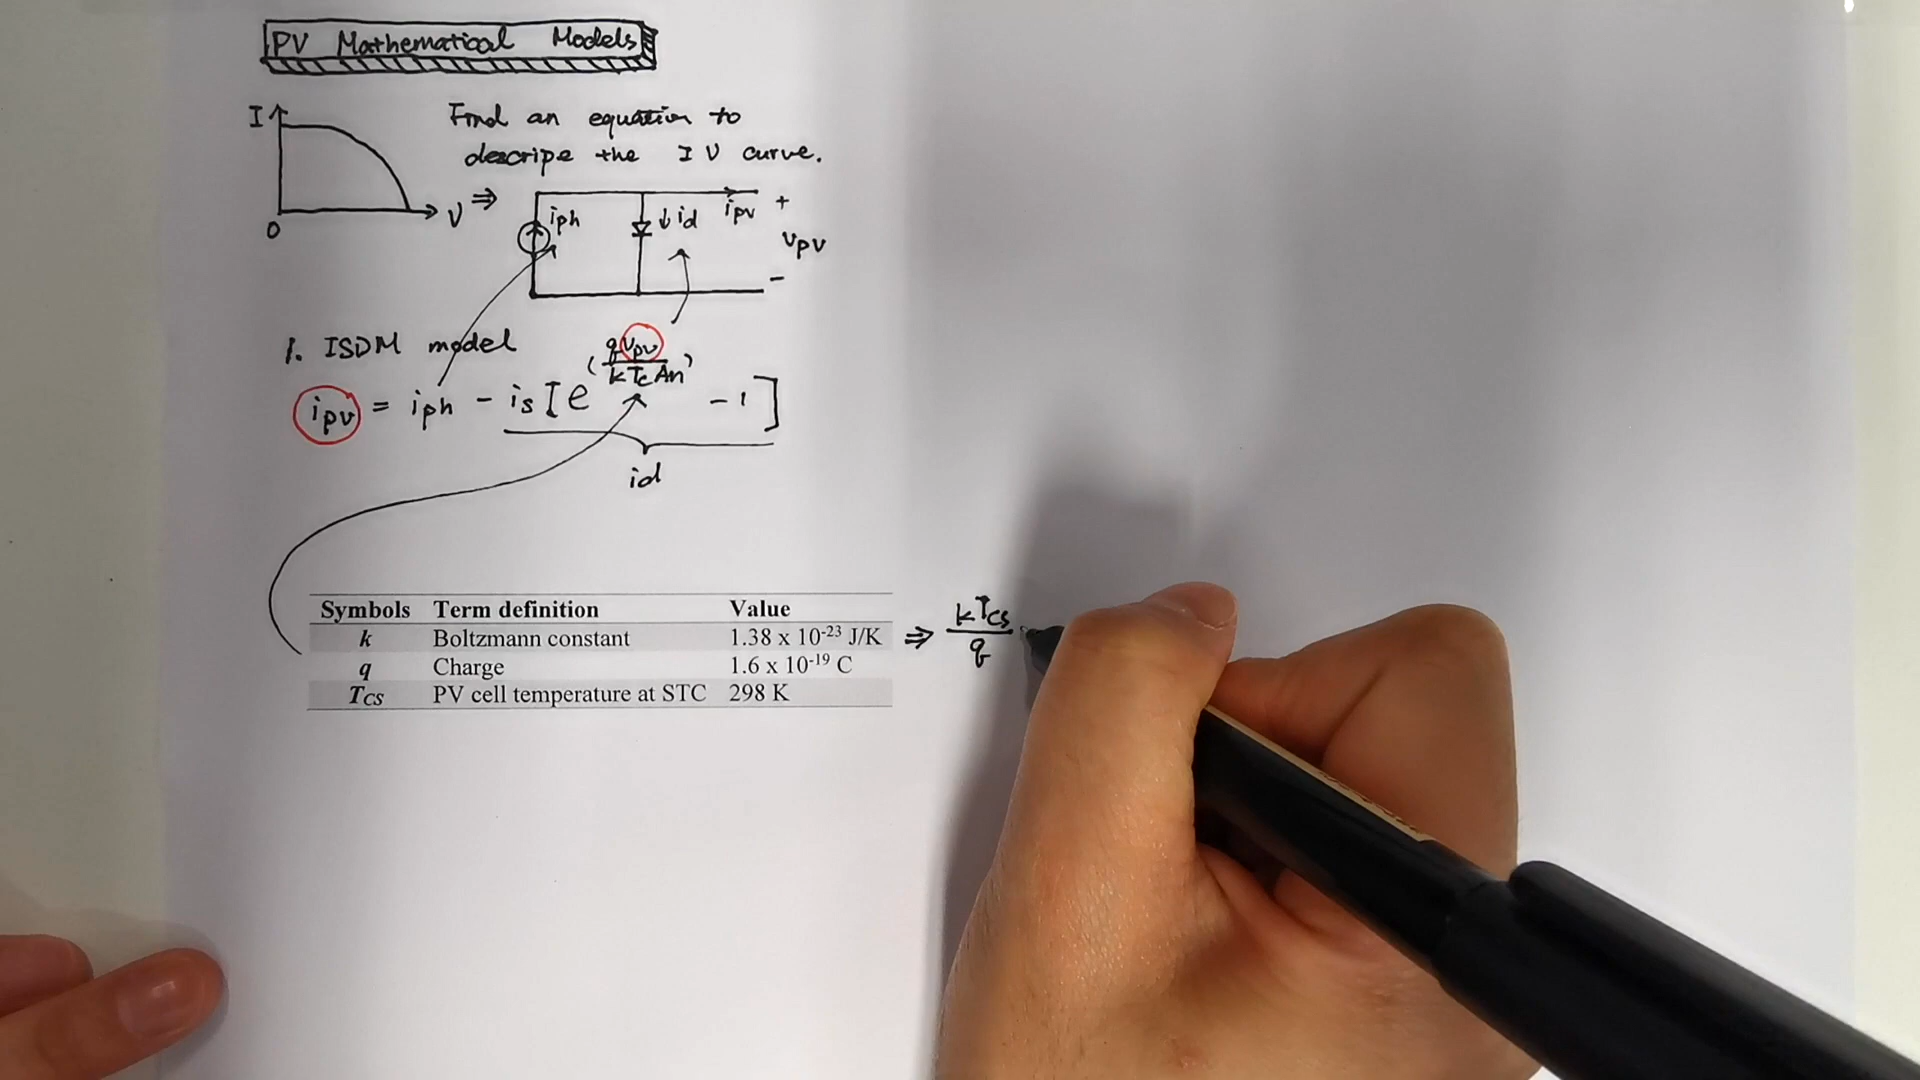 PV Mathematical Models
I
Find an equation to
descripe the I V curve.
V
0
⇒
iph
↓id
ipv
+
vpv
-
1. ISDM model
ipv = iph - is[e^(qvpv/kTcAn) - 1]
id
Symbols Term definition Value
k Boltzmann constant 1.38 x 10^-23 J/K
q Charge 1.6 x 10^-19 C
TCS PV cell temperature at STC 298 K
⇒ kTCS/q